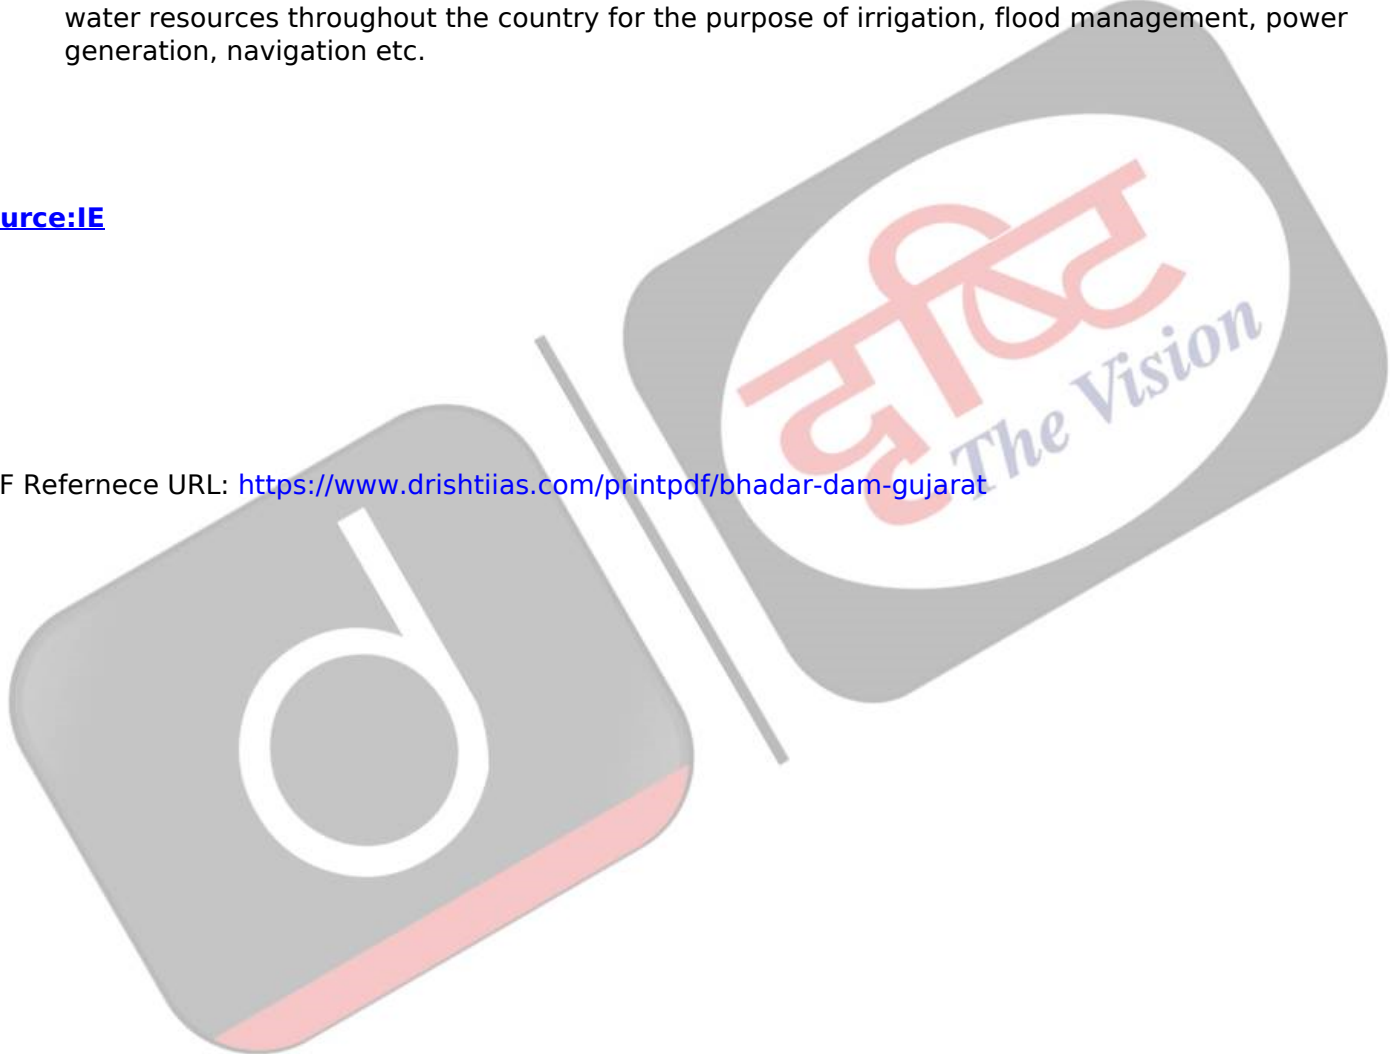 water resources throughout the country for the purpose of irrigation, flood management, power
generation, navigation etc.
urce:IE
F Refernece URL: https://www.drishtiias.com/printpdf/bhadar-dam-gujarat
दृष्टि
The Vision
d